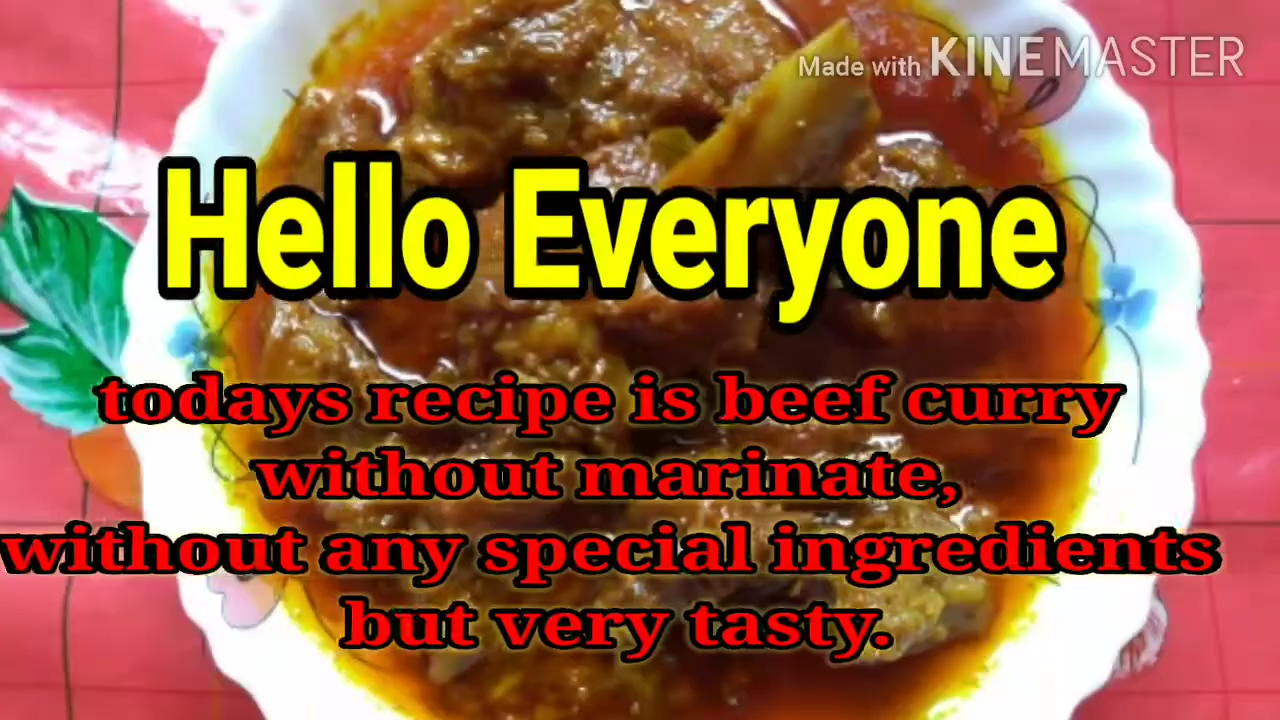 Made with KINEMASTER
Hello Everyone
todays recipe is beef curry
without marinate,
without any special ingredients
but very tasty.